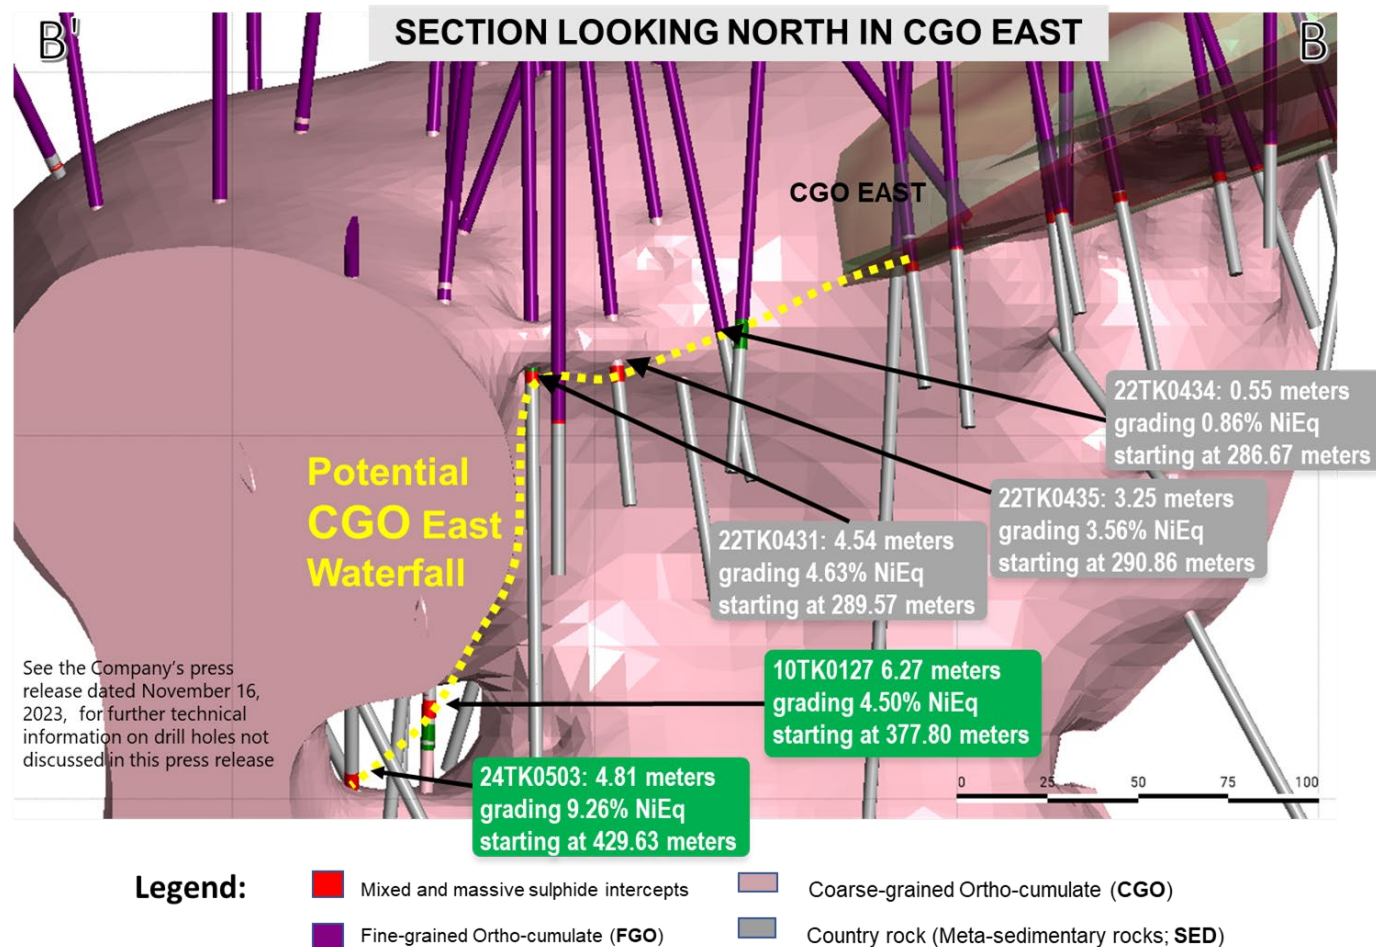 B'
SECTION LOOKING NORTH IN CGO EAST
B
CGO EAST
22TK0434: 0.55 meters
grading 0.86% NiEq
starting at 286.67 meters
Potential
CGO East
Waterfall
22TK0435: 3.25 meters
grading 3.56% NiEq
starting at 290.86 meters
22TK0431: 4.54 meters
grading 4.63% NiEq
starting at 289.57 meters
See the Company's press
release dated November 16,
2023, for further technical
information on drill holes not
discussed in this press release
10TK0127 6.27 meters
grading 4.50% NiEq
starting at 377.80 meters
24TK0503: 4.81 meters
grading 9.26% NiEq
starting at 429.63 meters
0 25 50 75 100
Legend:
Mixed and massive sulphide intercepts
Coarse-grained Ortho-cumulate (CGO)
Fine-grained Ortho-cumulate (FGO)
Country rock (Meta-sedimentary rocks; SED)